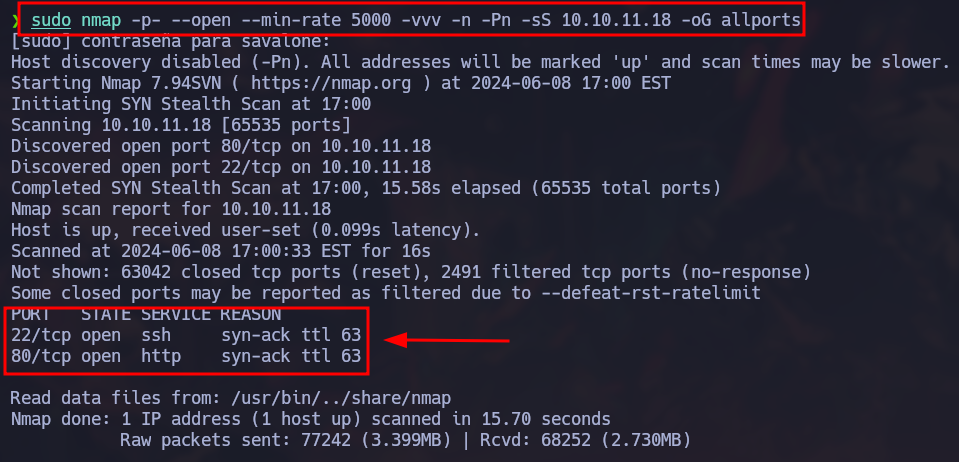 ❯ sudo nmap -p- --open --min-rate 5000 -vvv -n -Pn -sS 10.10.11.18 -oG allports
[sudo] contraseña para savalone:
Host discovery disabled (-Pn). All addresses will be marked 'up' and scan times may be slower.
Starting Nmap 7.94SVN ( https://nmap.org ) at 2024-06-08 17:00 EST
Initiating SYN Stealth Scan at 17:00
Scanning 10.10.11.18 [65535 ports]
Discovered open port 80/tcp on 10.10.11.18
Discovered open port 22/tcp on 10.10.11.18
Completed SYN Stealth Scan at 17:00, 15.58s elapsed (65535 total ports)
Nmap scan report for 10.10.11.18
Host is up, received user-set (0.099s latency).
Scanned at 2024-06-08 17:00:33 EST for 16s
Not shown: 63042 closed tcp ports (reset), 2491 filtered tcp ports (no-response)
Some closed ports may be reported as filtered due to --defeat-rst-ratelimit
PORT   STATE SERVICE REASON
22/tcp open  ssh     syn-ack ttl 63
80/tcp open  http    syn-ack ttl 63
Read data files from: /usr/bin/../share/nmap
Nmap done: 1 IP address (1 host up) scanned in 15.70 seconds
Raw packets sent: 77242 (3.399MB) | Rcvd: 68252 (2.730MB)